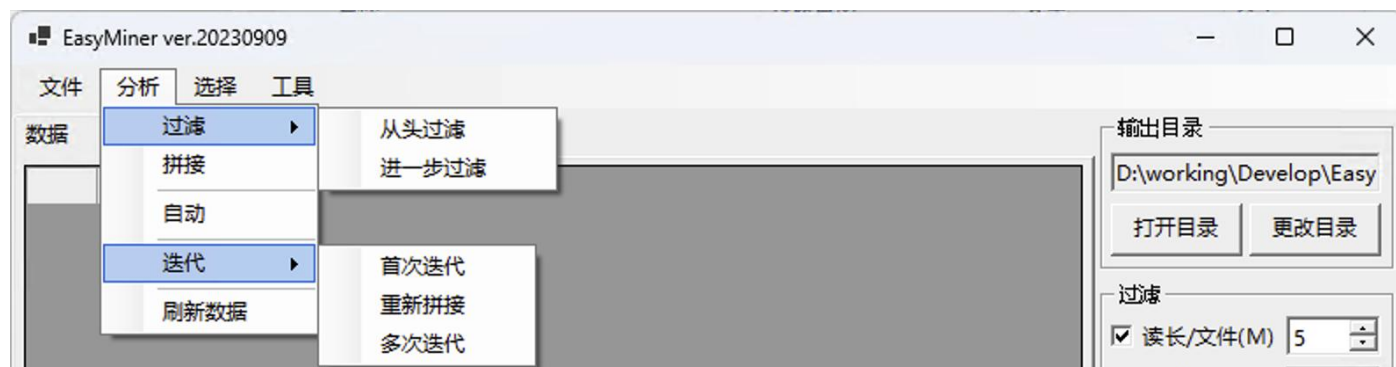 EasyMiner ver.20230909
文件 分析 选择 工具
数据
过滤
从头过滤
进一步过滤
拼接
自动
迭代
首次迭代
重新拼接
多次迭代
刷新数据
输出目录
D:\working\Develop\Easy
打开目录 更改目录
过滤
读长/文件(M) 5